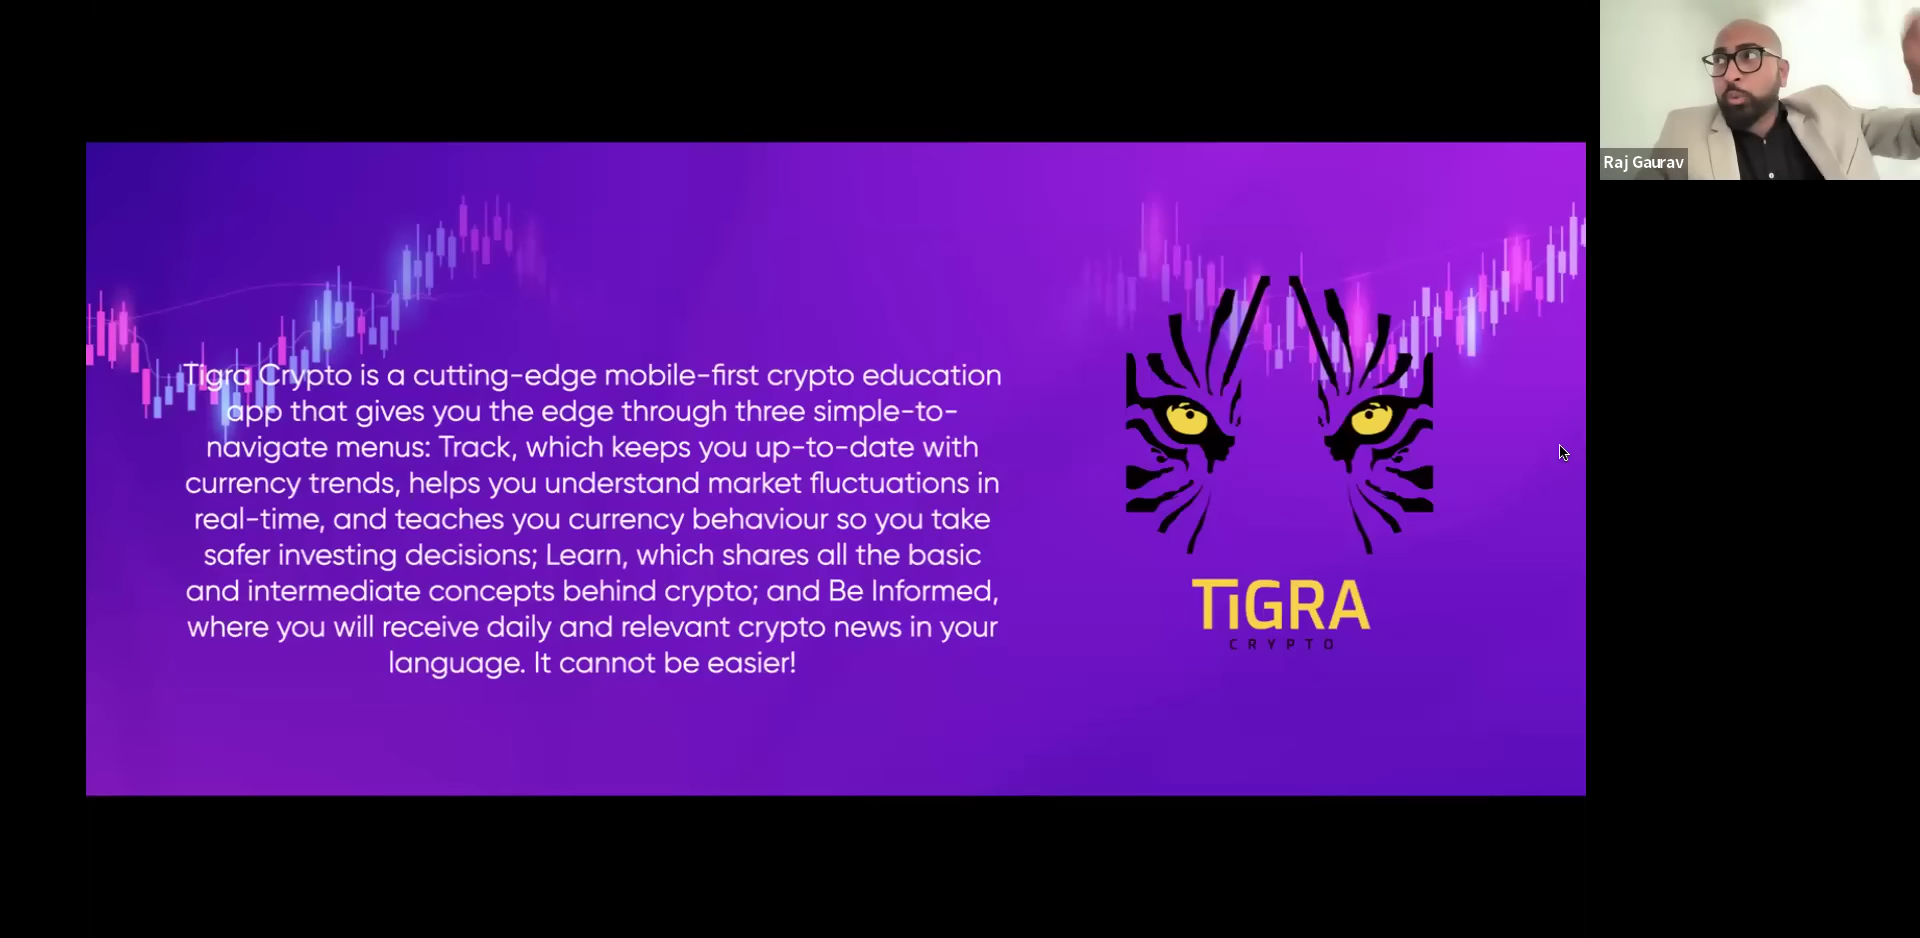 Tigra Crypto is a cutting-edge mobile-first crypto education
app that gives you the edge through three simple-to-
navigate menus: Track, which keeps you up-to-date with
currency trends, helps you understand market fluctuations in
real-time, and teaches you currency behaviour so you take
safer investing decisions; Learn, which shares all the basic
and intermediate concepts behind crypto; and Be Informed,
where you will receive daily and relevant crypto news in your
language. It cannot be easier!
TiGRA
CRYPTO
Raj Gaurav